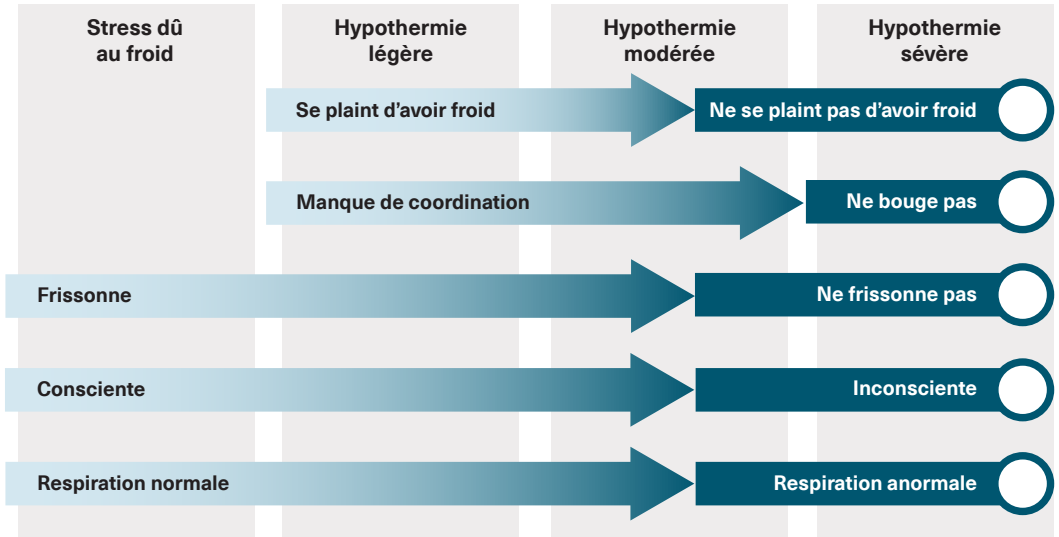 Stress dû
au froid
Hypothermie
légère
Hypothermie
modérée
Hypothermie
sévère
Se plaint d'avoir froid
Ne se plaint pas d'avoir froid
Manque de coordination
Ne bouge pas
Frissonne
Ne frissonne pas
Consciente
Inconsciente
Respiration normale
Respiration anormale